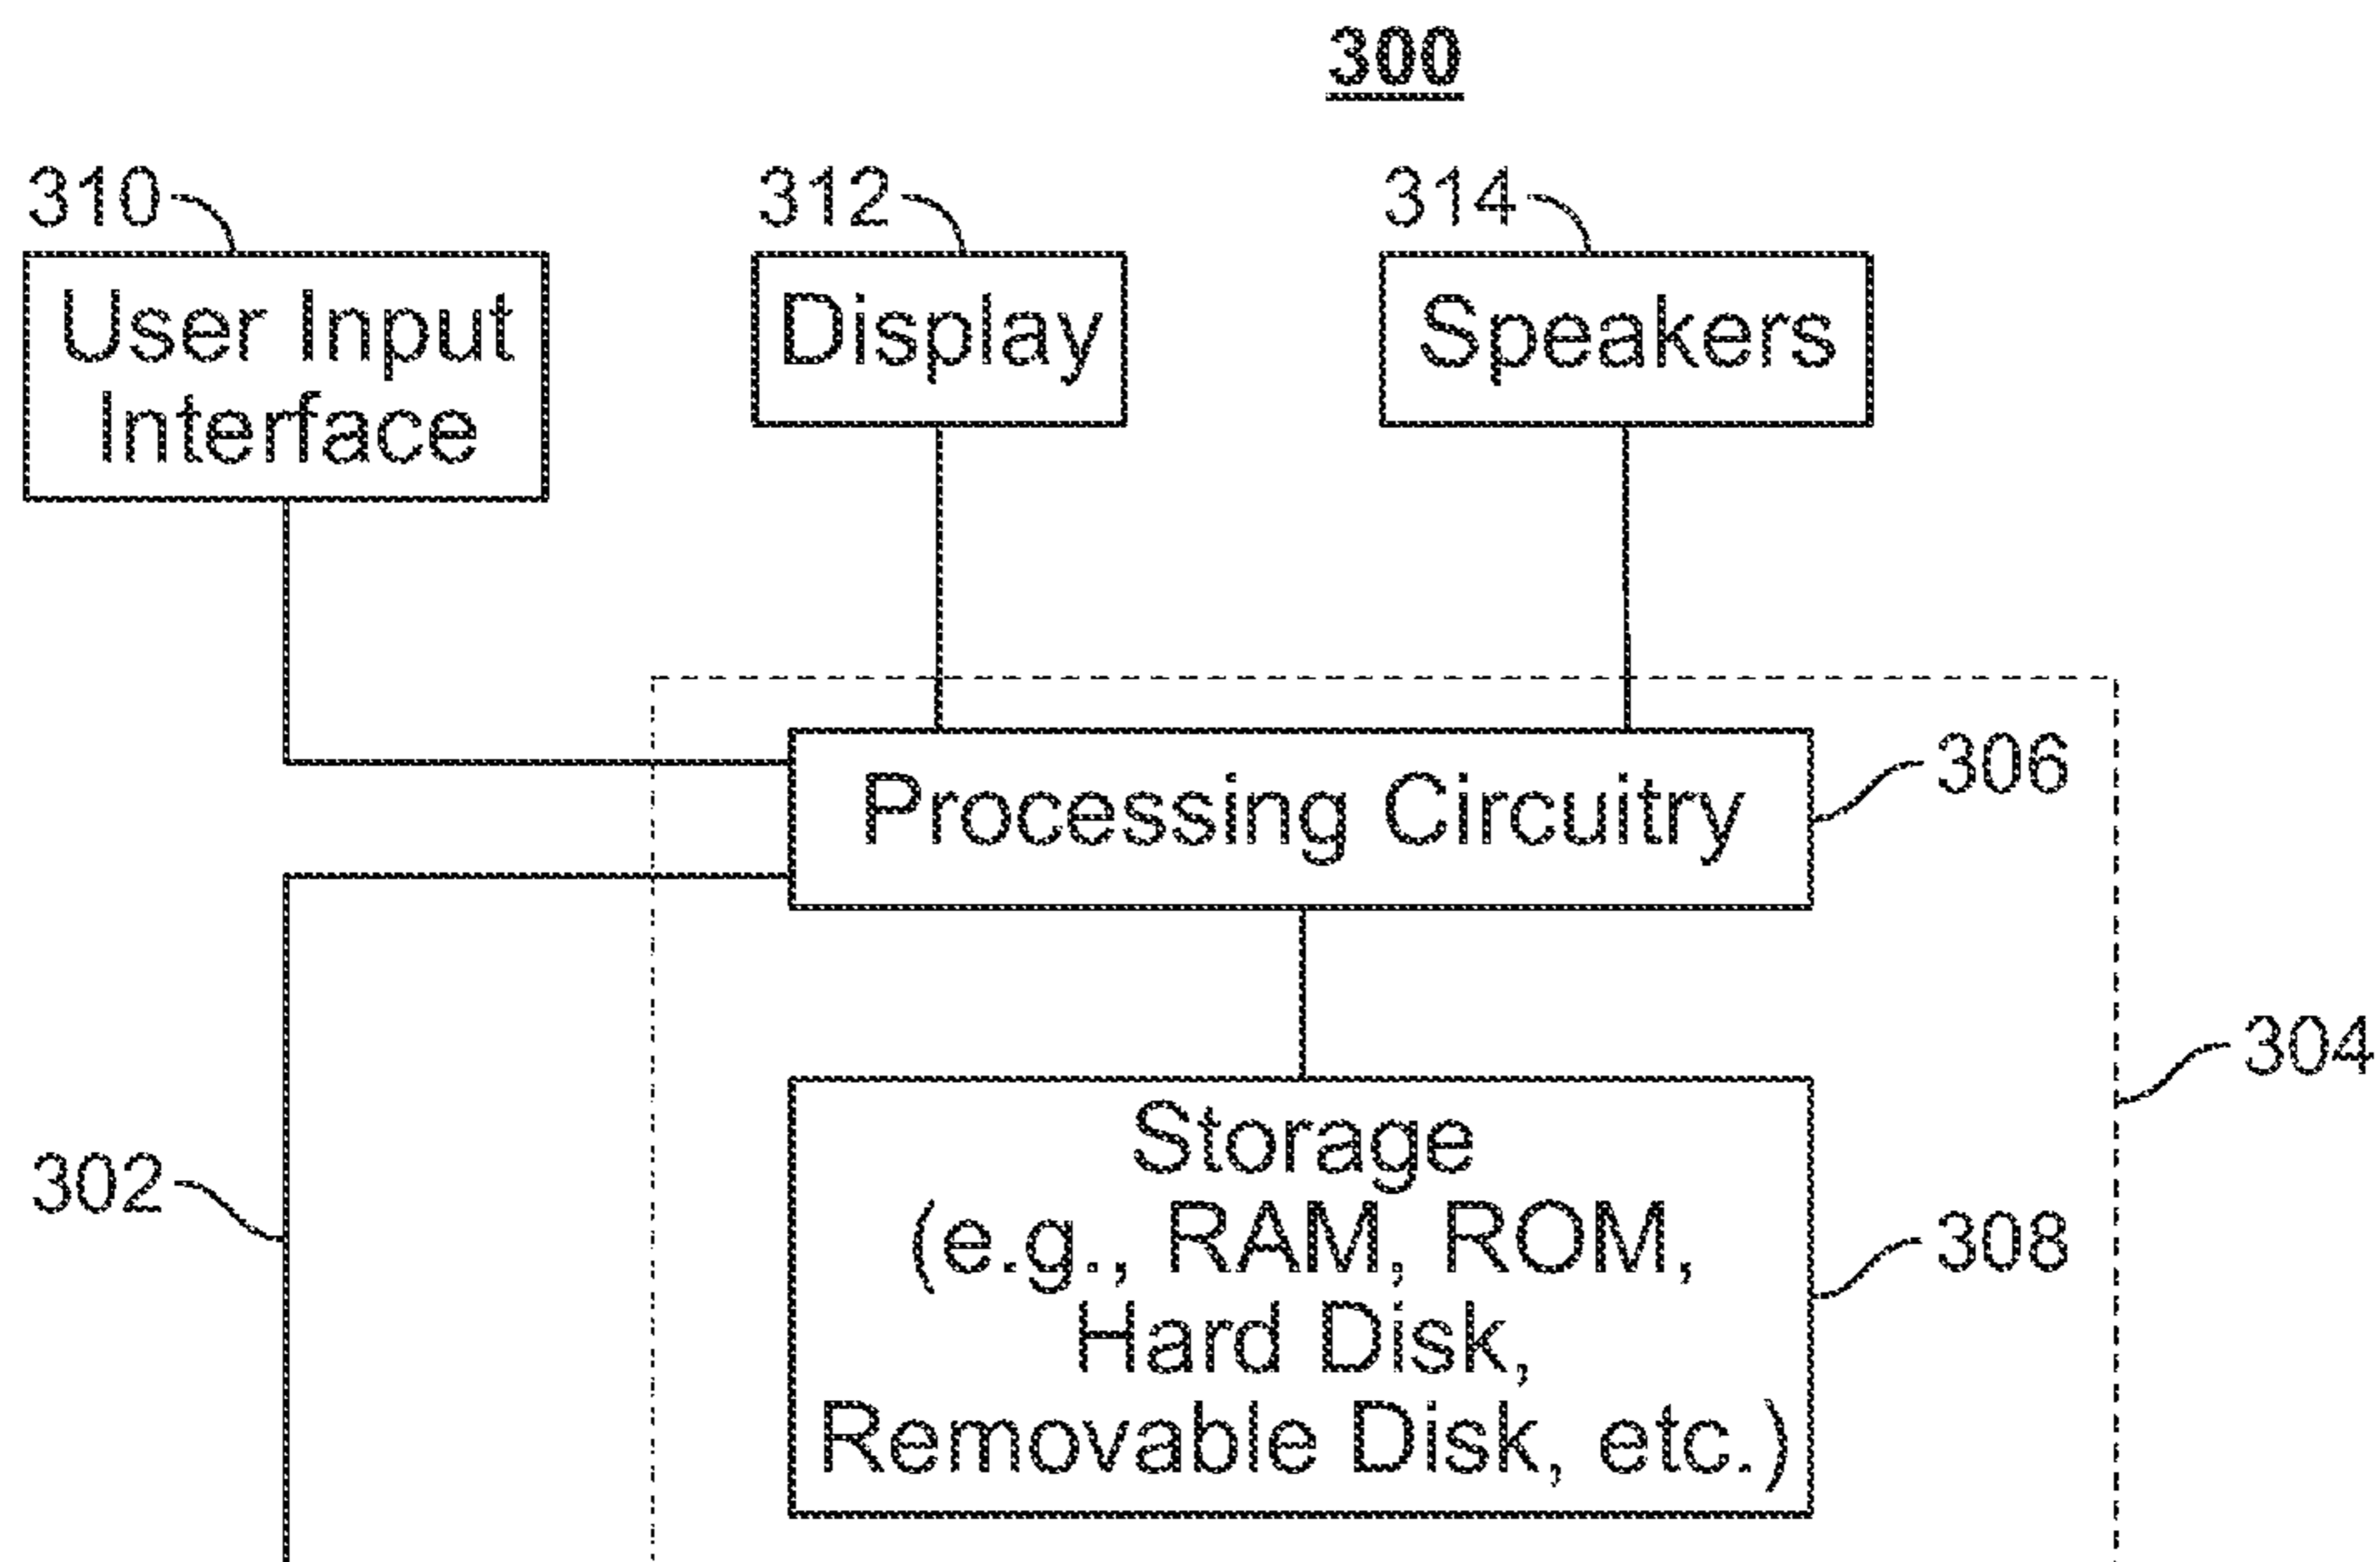 300
310
312
314
User Input
Interface
Display
Speakers
Processing Circuitry
306
304
302
Storage
(e.g., RAM, ROM,
Hard Disk,
Removable Disk, etc.)
308